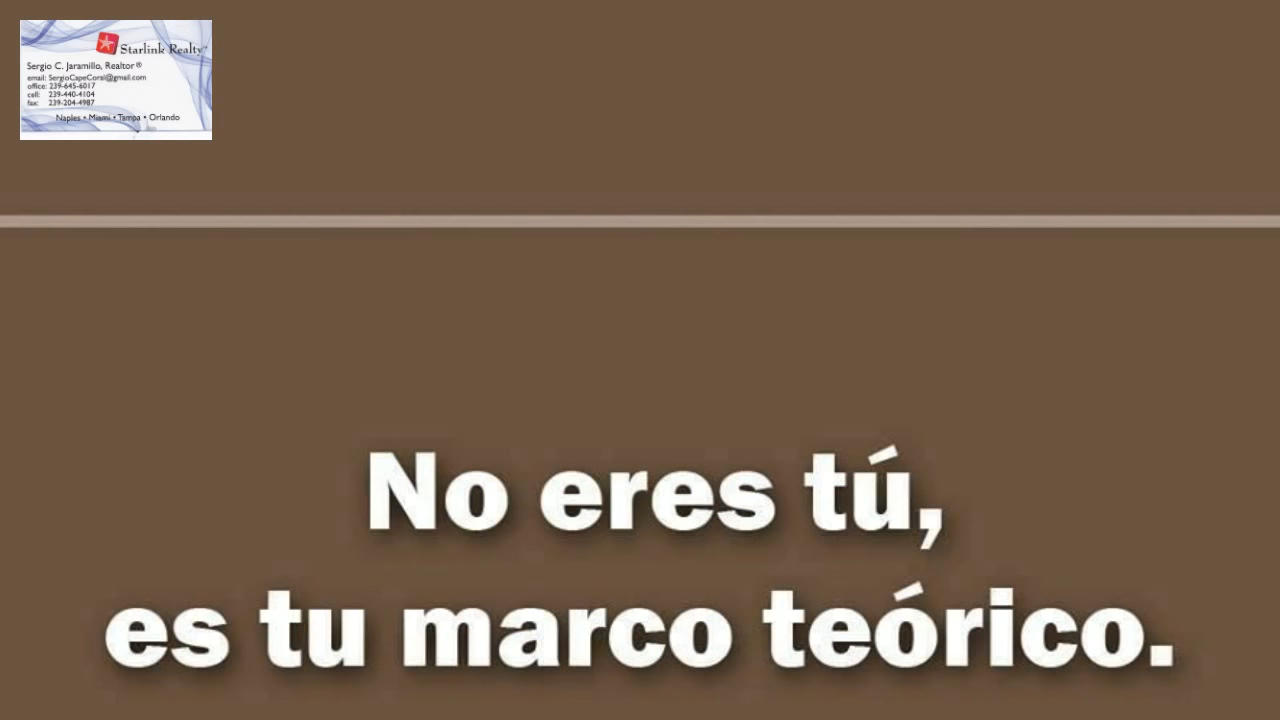 Starlink Realty
Sergio C. Jaramillo, Realtor®
email: SergioCapeCoral@gmail.com
office: 239-645-6017
cell: 239-440-4104
fax: 239-204-4987
Naples • Miami • Tampa • Orlando
No eres tú,
es tu marco teórico.